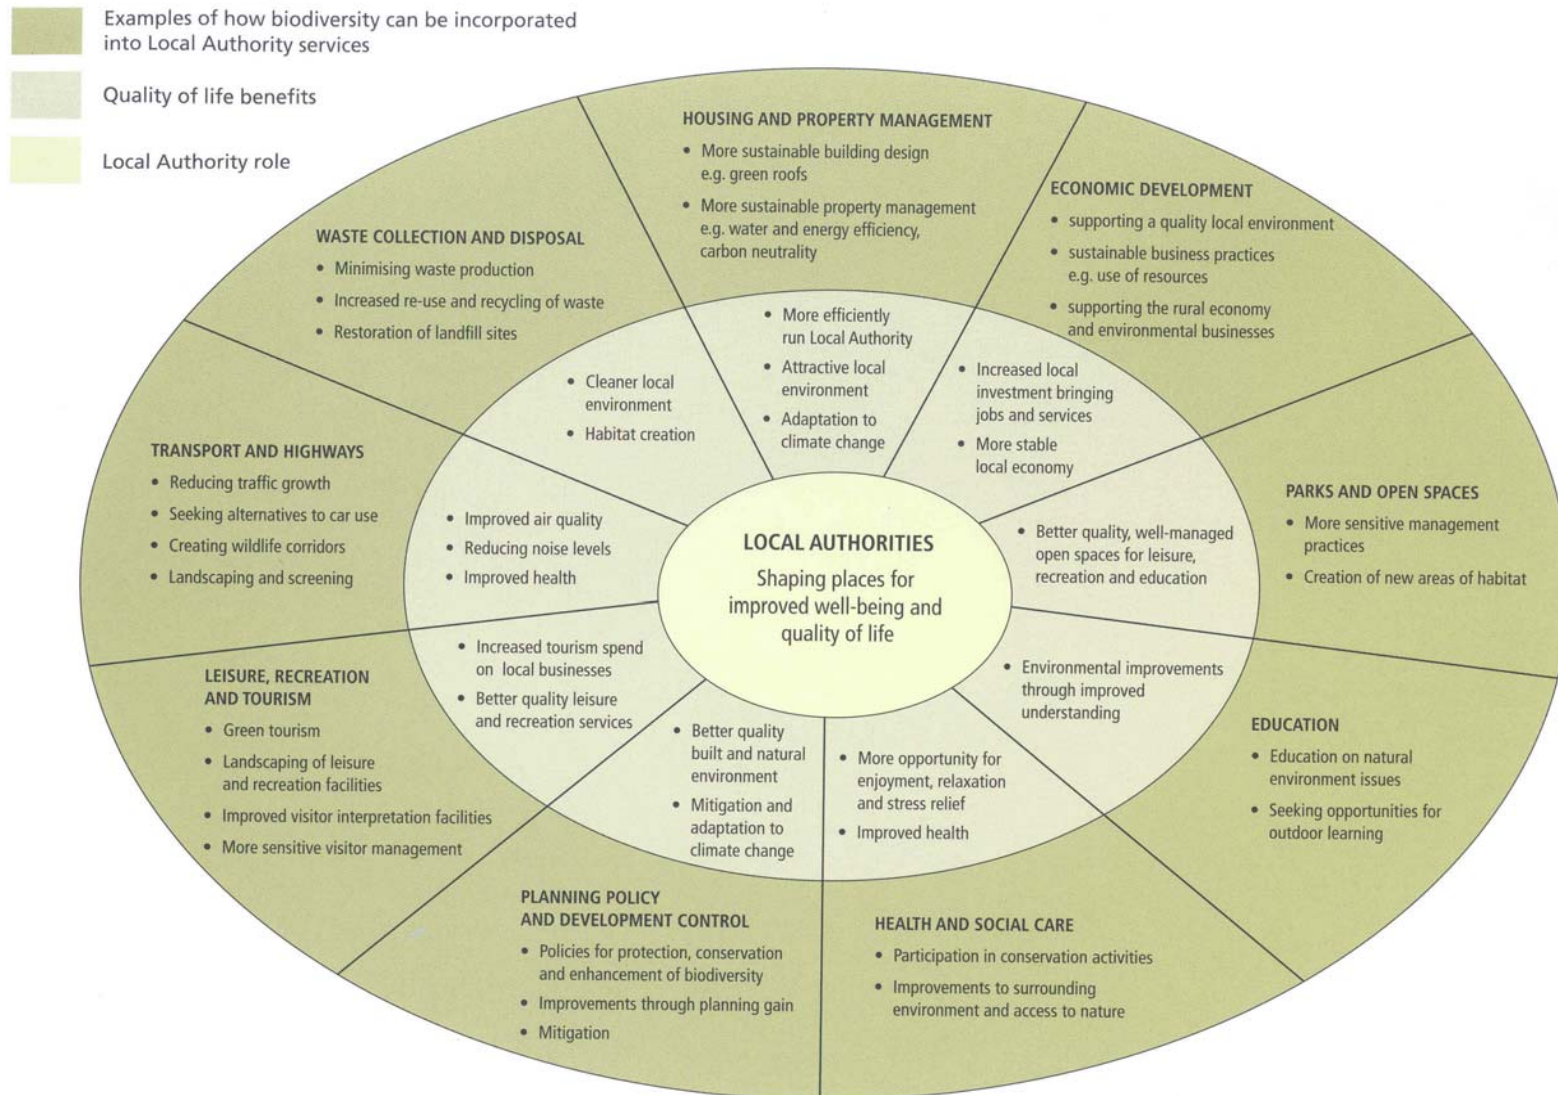 Examples of how biodiversity can be incorporated
into Local Authority services
Quality of life benefits
Local Authority role
HOUSING AND PROPERTY MANAGEMENT
• More sustainable building design
e.g. green roofs
• More sustainable property management
e.g. water and energy efficiency,
carbon neutrality
ECONOMIC DEVELOPMENT
• supporting a quality local environment
• sustainable business practices
e.g. use of resources
• supporting the rural economy
and environmental businesses
WASTE COLLECTION AND DISPOSAL
• Minimising waste production
• Increased re-use and recycling of waste
• Restoration of landfill sites
• More efficiently
run Local Authority
• Attractive local
environment
• Adaptation to
climate change
• Increased local
investment bringing
jobs and services
• More stable
local economy
• Cleaner local
environment
• Habitat creation
TRANSPORT AND HIGHWAYS
• Reducing traffic growth
• Seeking alternatives to car use
• Creating wildlife corridors
• Landscaping and screening
• Improved air quality
• Reducing noise levels
• Improved health
LOCAL AUTHORITIES
Shaping places for
improved well-being and
quality of life
• Better quality, well-managed
open spaces for leisure,
recreation and education
PARKS AND OPEN SPACES
• More sensitive management
practices
• Creation of new areas of habitat
LEISURE, RECREATION
AND TOURISM
• Green tourism
• Landscaping of leisure
and recreation facilities
• Improved visitor interpretation facilities
• More sensitive visitor management
• Increased tourism spend
on local businesses
• Better quality leisure
and recreation services
• Better quality
built and natural
environment
• Mitigation and
adaptation to
climate change
• More opportunity for
enjoyment, relaxation
and stress relief
• Improved health
• Environmental improvements
through improved
understanding
EDUCATION
• Education on natural
environment issues
• Seeking opportunities for
outdoor learning
PLANNING POLICY
AND DEVELOPMENT CONTROL
• Policies for protection, conservation
and enhancement of biodiversity
• Improvements through planning gain
• Mitigation
HEALTH AND SOCIAL CARE
• Participation in conservation activities
• Improvements to surrounding
environment and access to nature